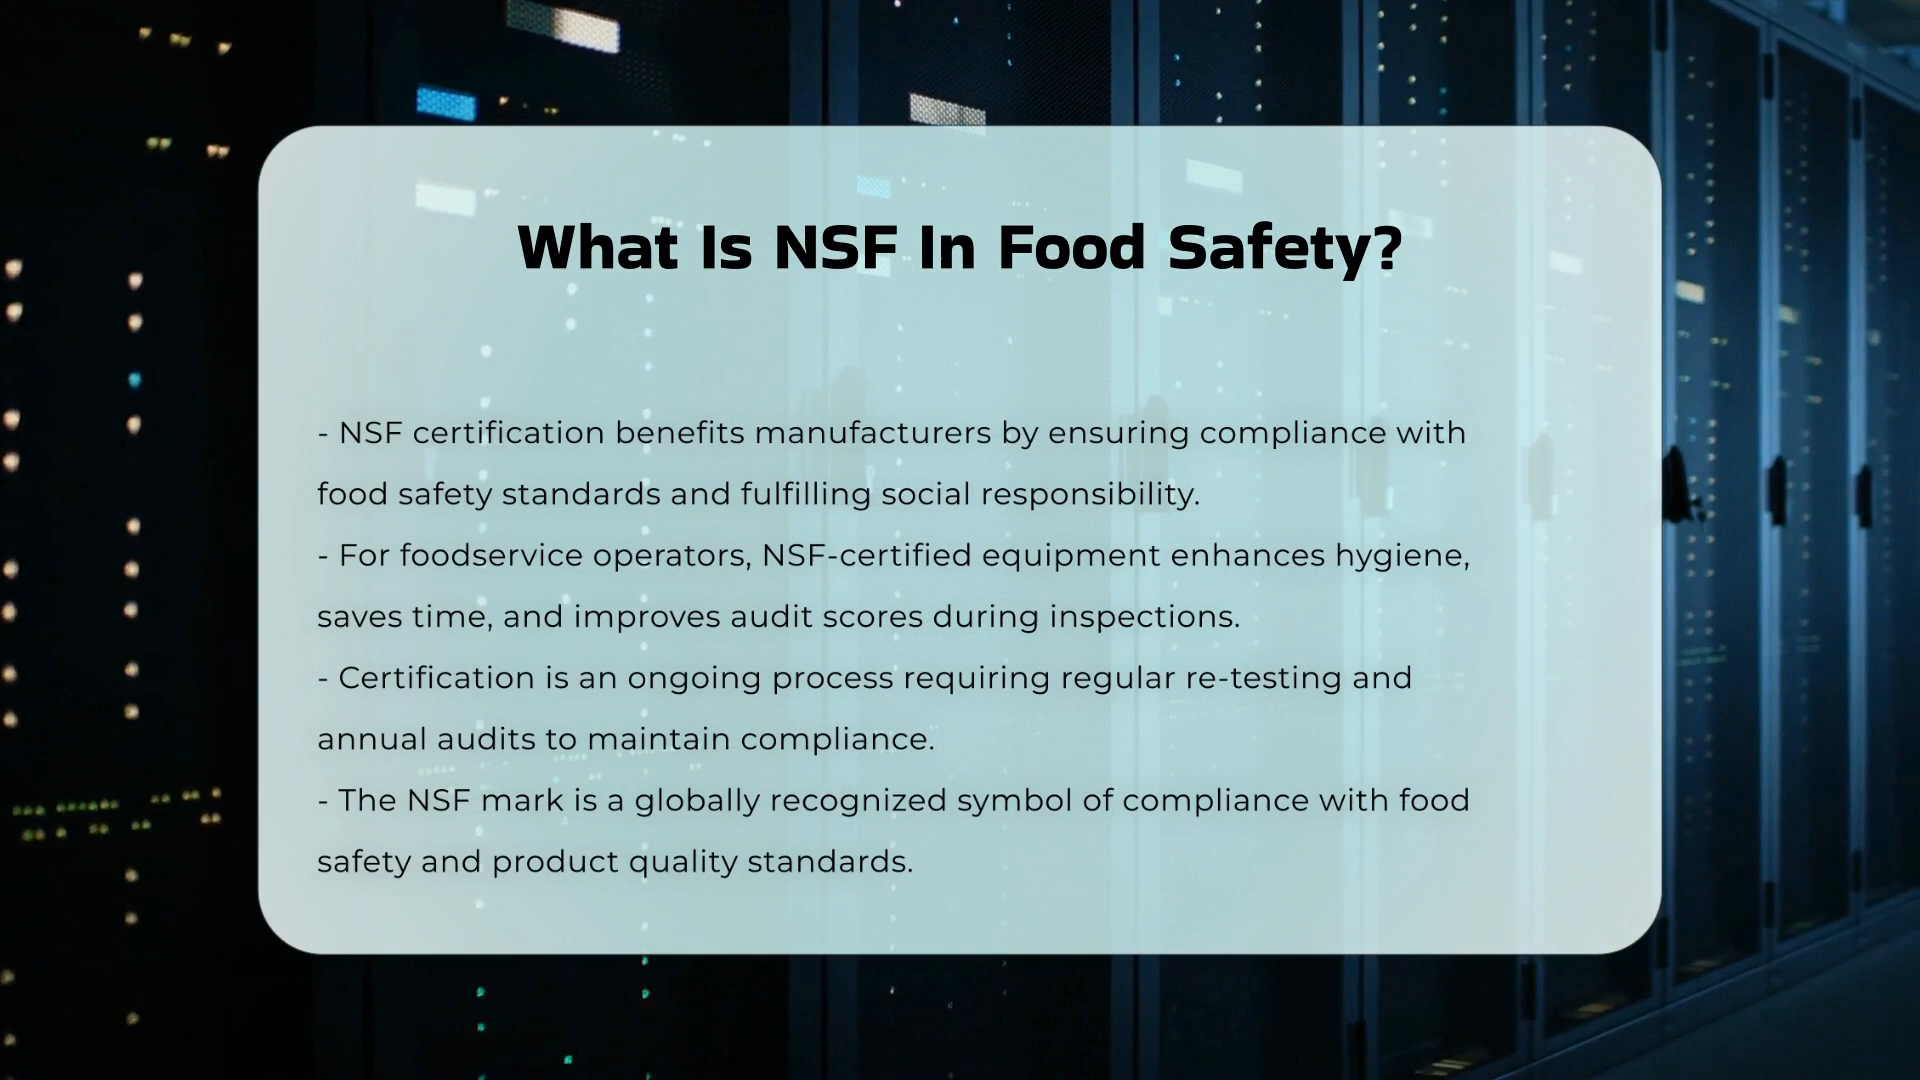 What Is NSF In Food Safety?
- NSF certification benefits manufacturers by ensuring compliance with
food safety standards and fulfilling social responsibility.
- For foodservice operators, NSF-certified equipment enhances hygiene,
saves time, and improves audit scores during inspections.
- Certification is an ongoing process requiring regular re-testing and
annual audits to maintain compliance.
- The NSF mark is a globally recognized symbol of compliance with food
safety and product quality standards.